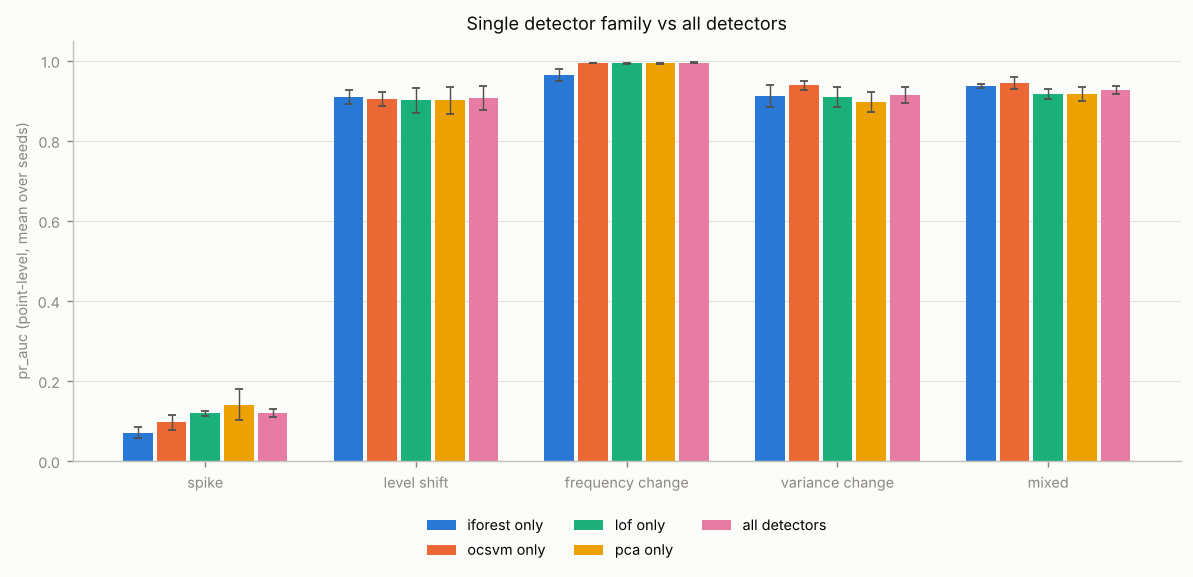 Single detector family vs all detectors
pr_auc (point-level, mean over seeds)
1.0
0.8
0.6
0.4
0.2
0.0
spike level shift frequency change variance change mixed
iforest only lof only all detectors
ocsvm only pca only